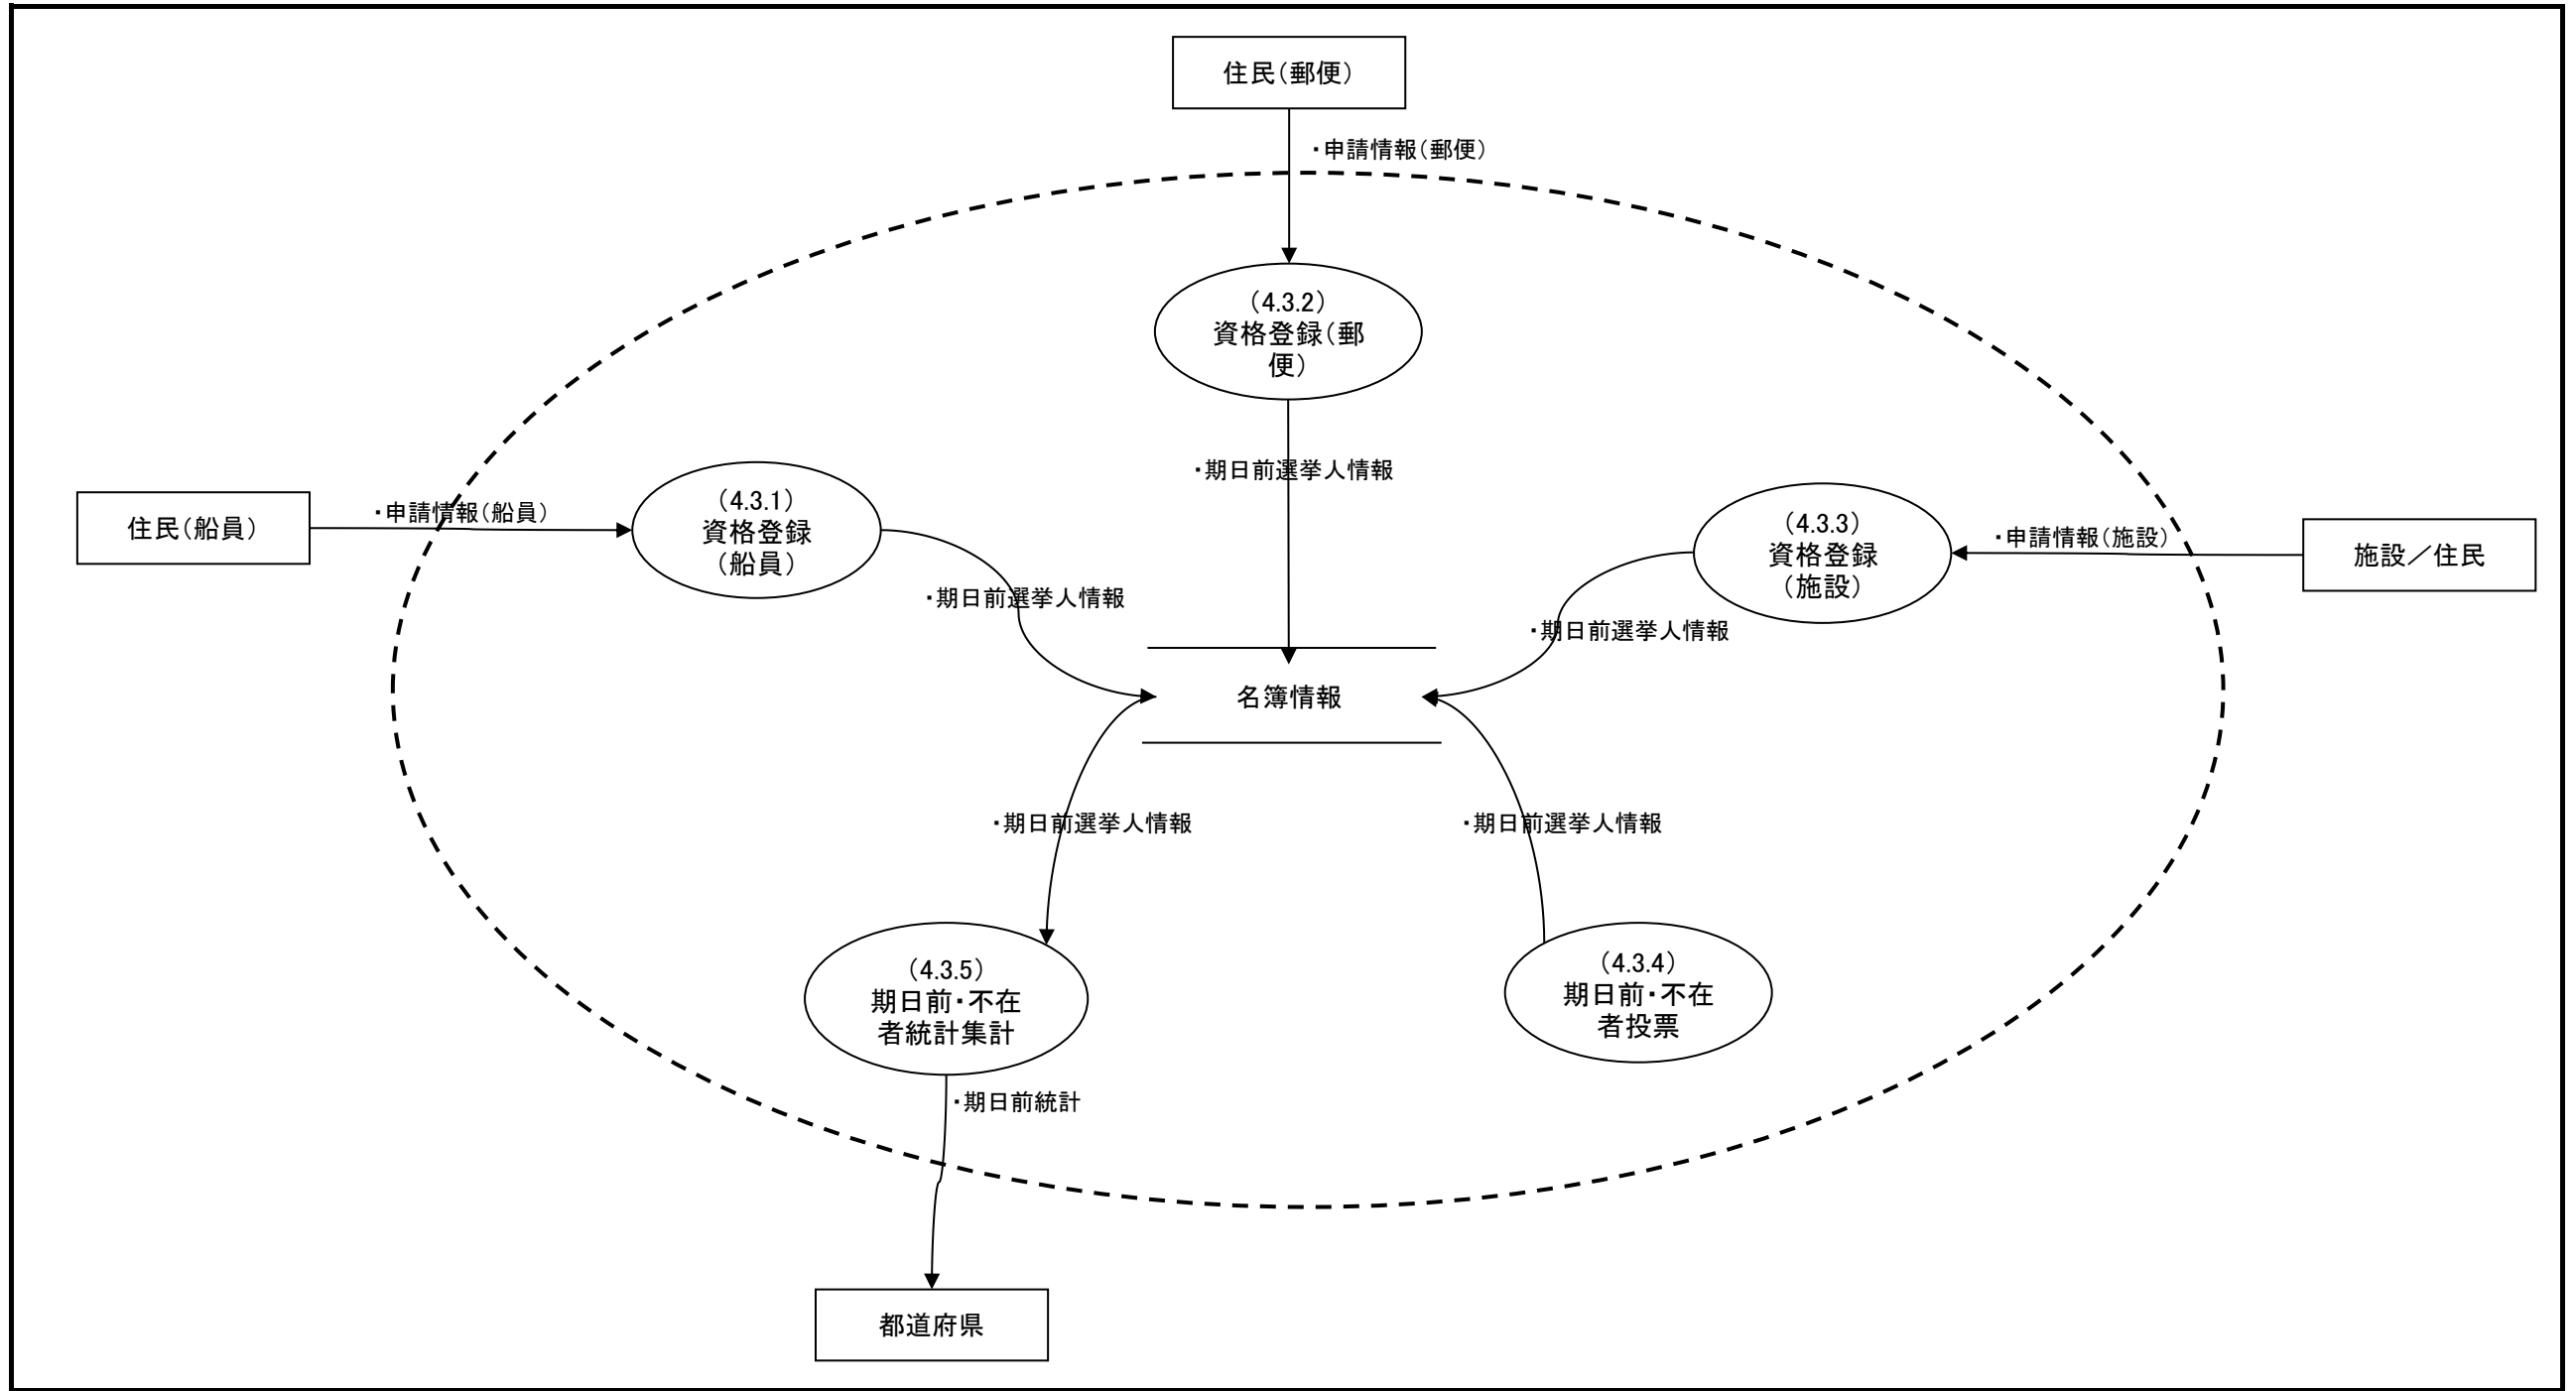 住民（郵便）
・申請情報（郵便）
（4.3.2）
資格登録（郵
便）
・期日前選挙人情報
住民（船員）
・申請情報（船員）
（4.3.1）
資格登録
（船員）
・期日前選挙人情報
（4.3.3）
資格登録
（施設）
・申請情報（施設）
施設／住民
・期日前選挙人情報
名簿情報
・期日前選挙人情報
・期日前選挙人情報
（4.3.5）
期日前・不在
者統計集計
（4.3.4）
期日前・不在
者投票
・期日前統計
都道府県